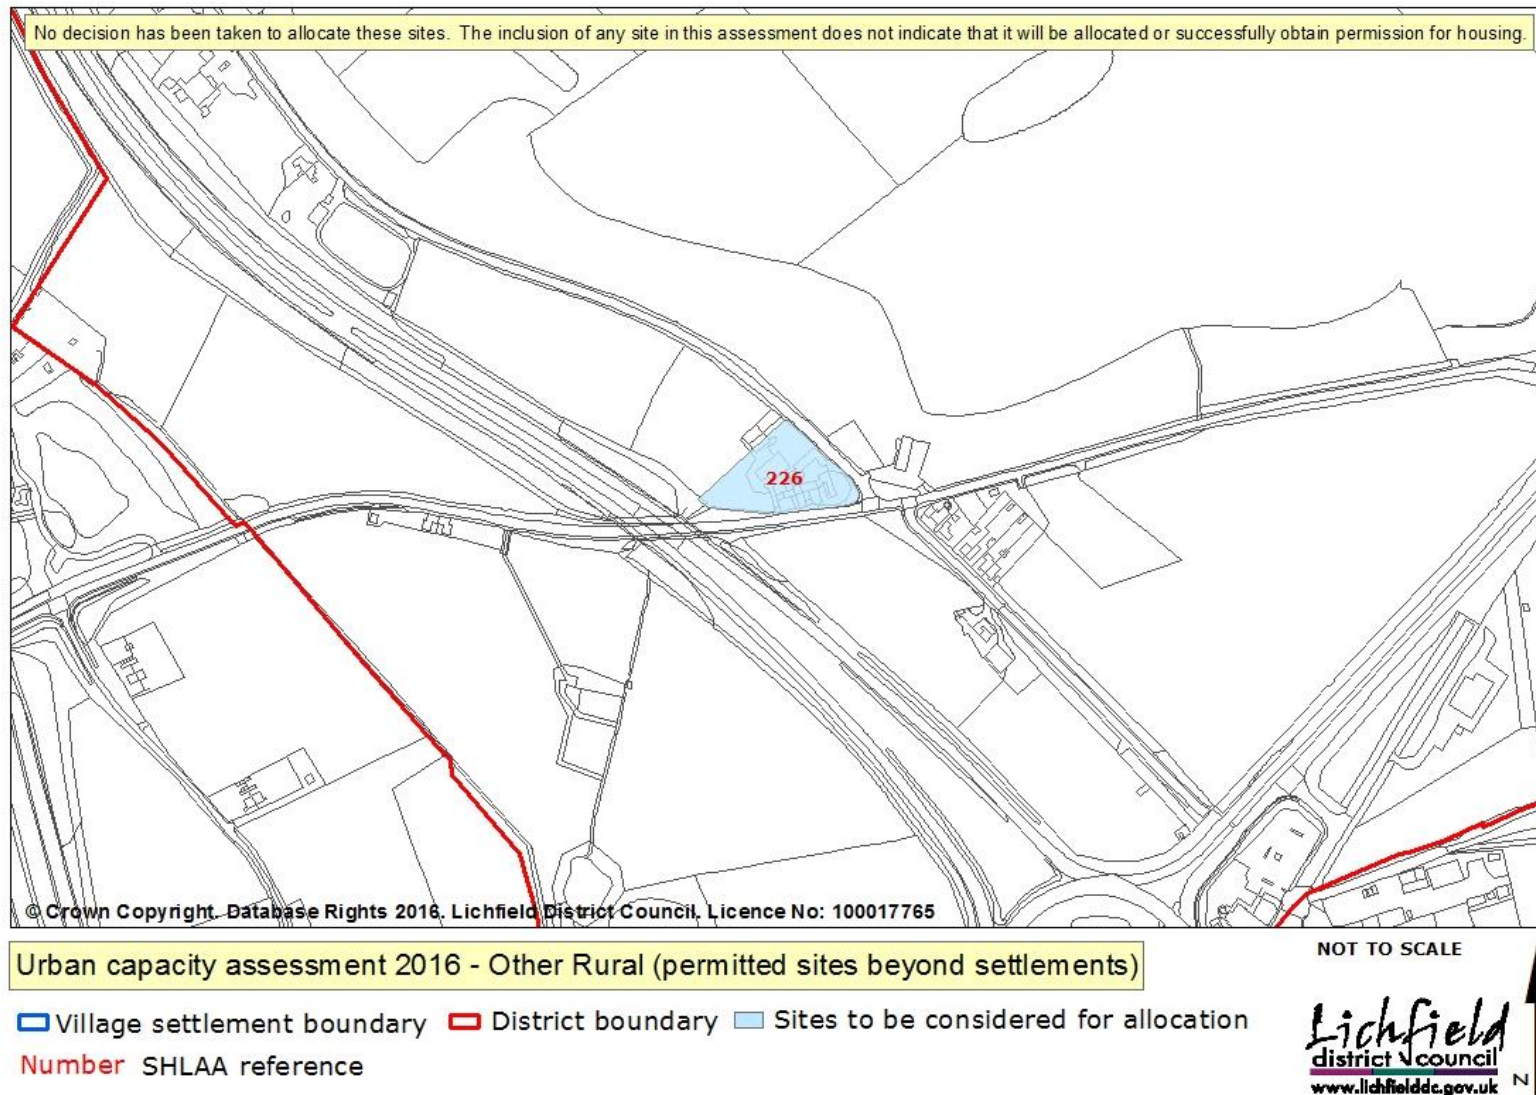 No decision has been taken to allocate these sites. The inclusion of any site in this assessment does not indicate that it will be allocated or successfully obtain permission for housing.
226
© Crown Copyright. Database Rights 2016. Lichfield District Council. Licence No: 100017765
Urban capacity assessment 2016 - Other Rural (permitted sites beyond settlements)
NOT TO SCALE
Village settlement boundary District boundary Sites to be considered for allocation
Number SHLAA reference
Lichfield
district council
www.lichfielddc.gov.uk
N